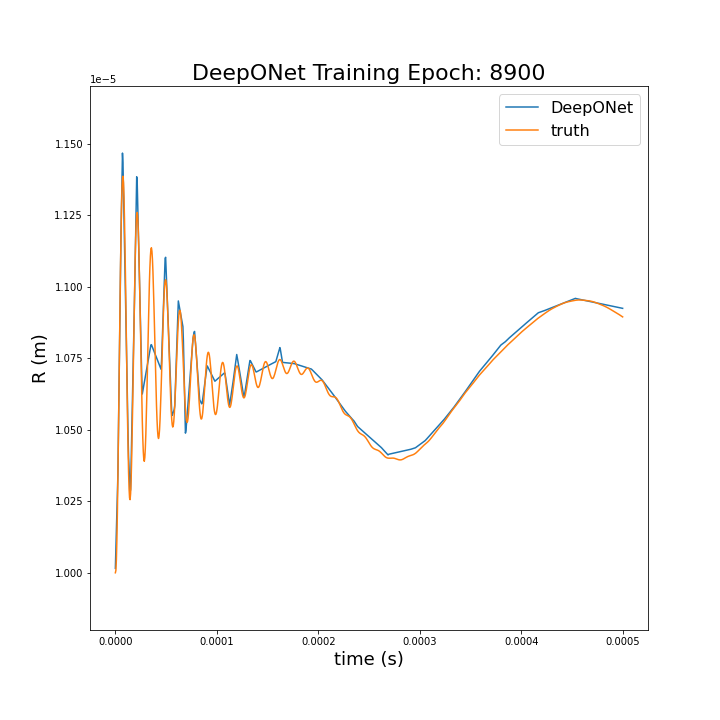 DeepONet Training Epoch: 8900
1e−5
DeepONet
truth
1.150
1.125
1.100
1.075
1.050
1.025
1.000
R (m)
0.0000
0.0001
0.0002
0.0003
0.0004
0.0005
time (s)